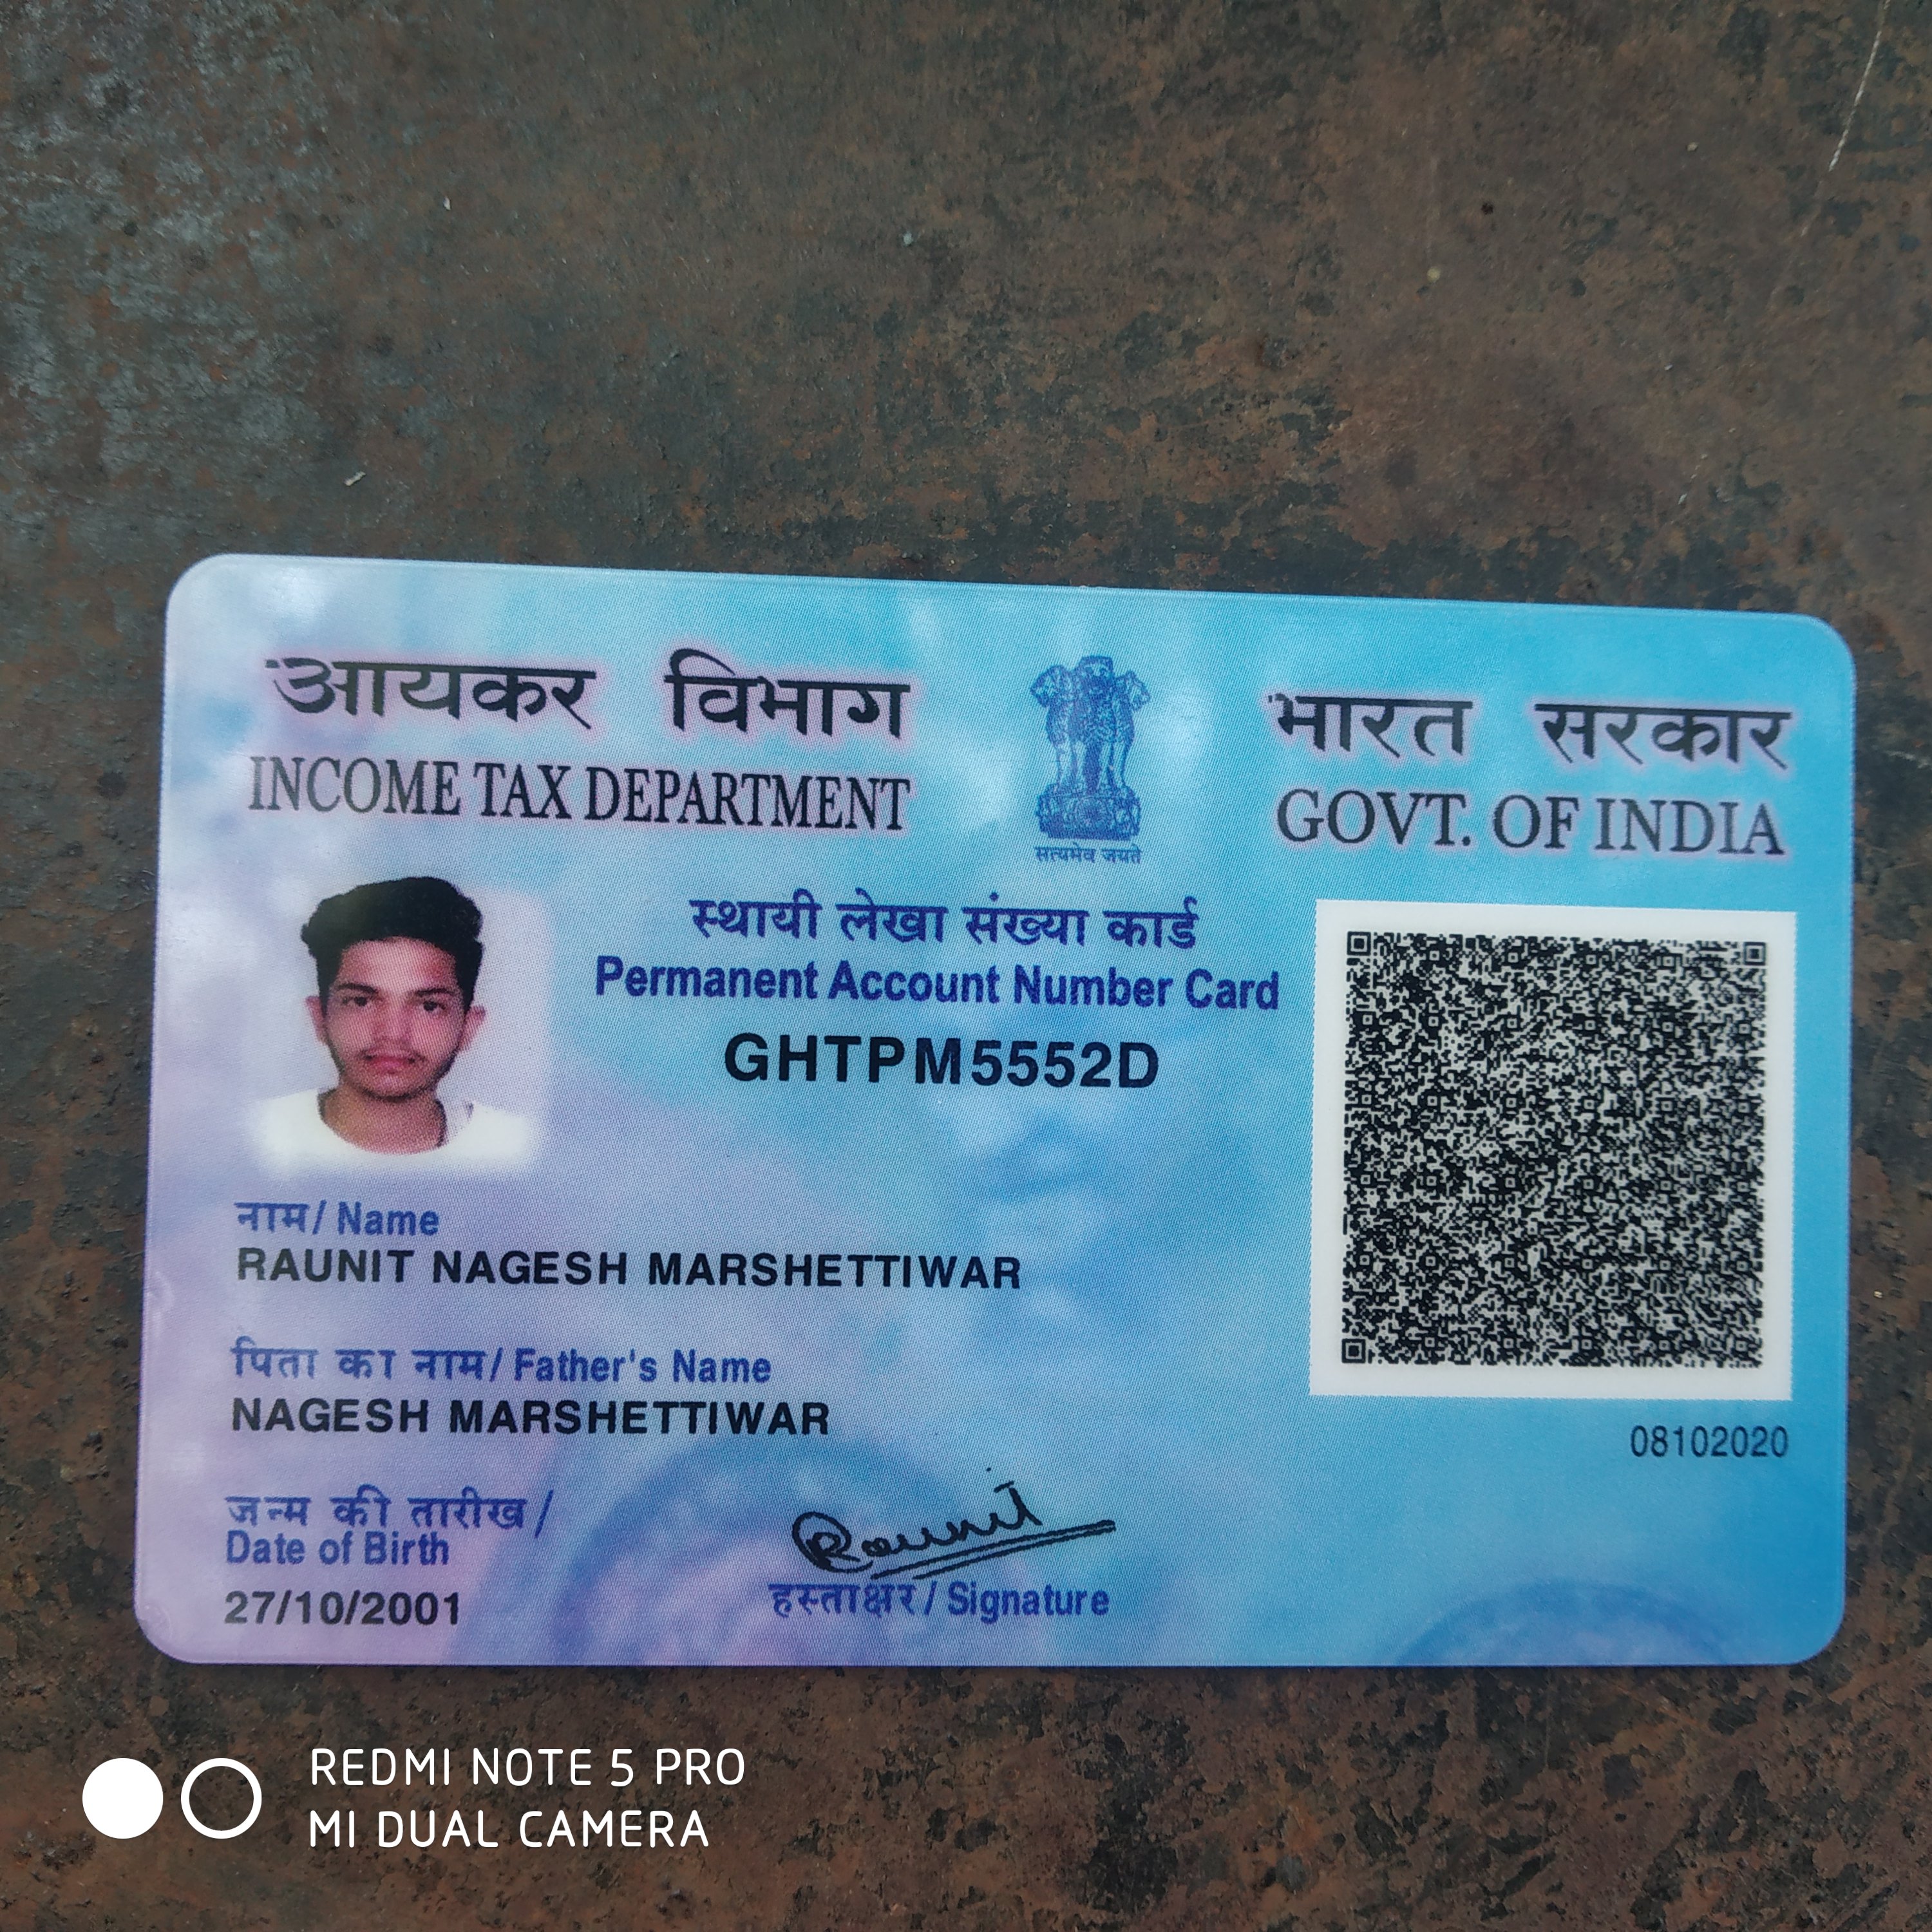 आयकर विभाग
INCOME TAX DEPARTMENT
सत्यमेव जयते
भारत सरकार
GOVT. OF INDIA
स्थायी लेखा संख्या कार्ड
Permanent Account Number Card
GHTPM5552D
नाम/ Name
RAUNIT NAGESH MARSHETTIWAR
पिता का नाम/ Father's Name
NAGESH MARSHETTIWAR
08102020
जन्म की तारीख /
Date of Birth
27/10/2001
Raunit
हस्ताक्षर / Signature
REDMI NOTE 5 PRO
MI DUAL CAMERA